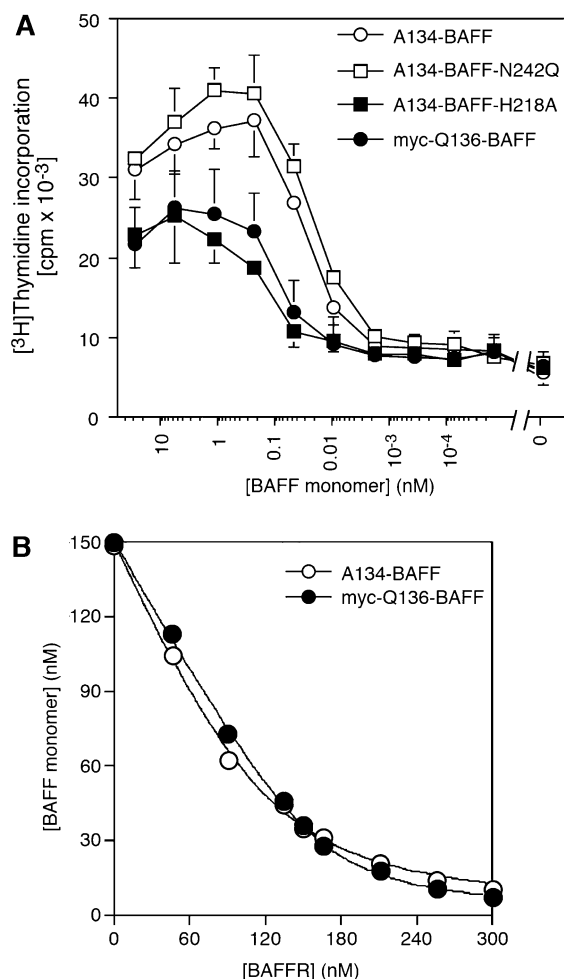 A
A134-BAFF
A134-BAFF-N242Q
A134-BAFF-H218A
myc-Q136-BAFF
[³H]Thymidine incorporation
[cpm x 10-3]
50
40
30
20
10
0
10
1
0.1
0.01
10-3
10-4
0
[BAFF monomer] (nM)
B
A134-BAFF
myc-Q136-BAFF
[BAFF monomer] (nM)
150
120
90
60
30
0
0
60
120
180
240
300
[BAFFR] (nM)